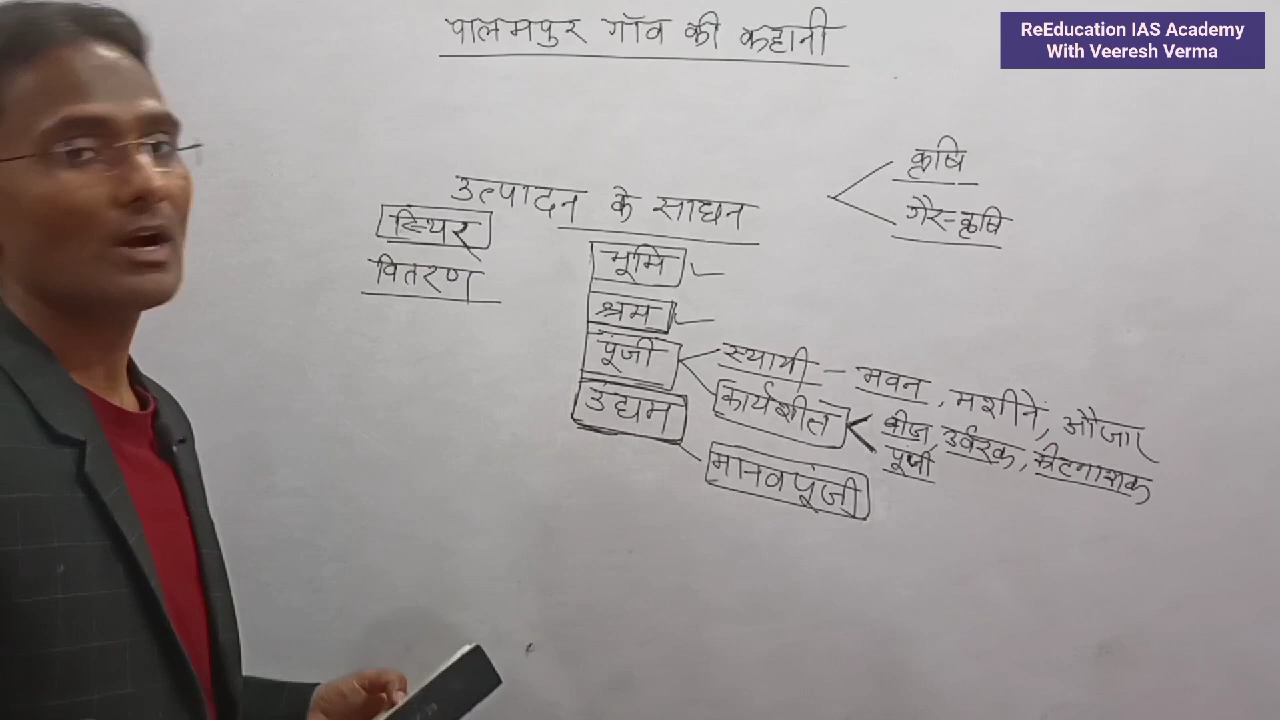 पालमपुर गाँव की कहानी
ReEducation IAS Academy
With Veeresh Verma
कृषि
गैर-कृषि
उत्पादन के साधन
स्थिर
वितरण
भूमि
श्रम
पूंजी
उद्यम
स्थायी - भवन, मशीनें, औजार
कार्यशील
बीज, उर्वरक, कीटनाशक
पूंजी
मानव पूंजी